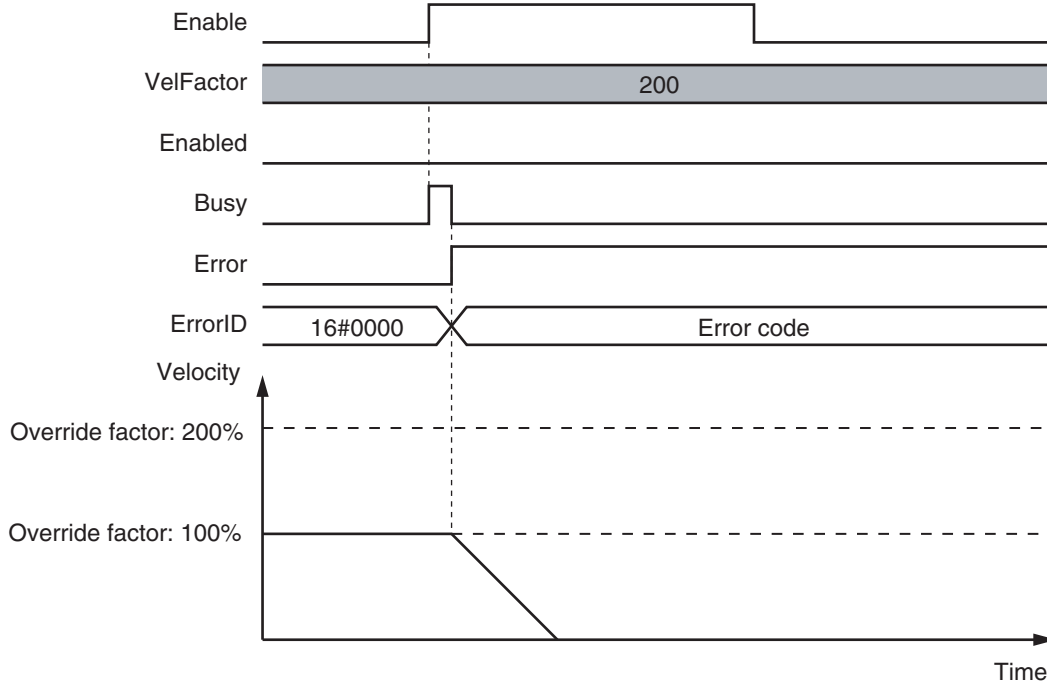 Enable
VelFactor
200
Enabled
Busy
Error
ErrorID
16#0000
Error code
Velocity
Override factor: 200%
Override factor: 100%
Time